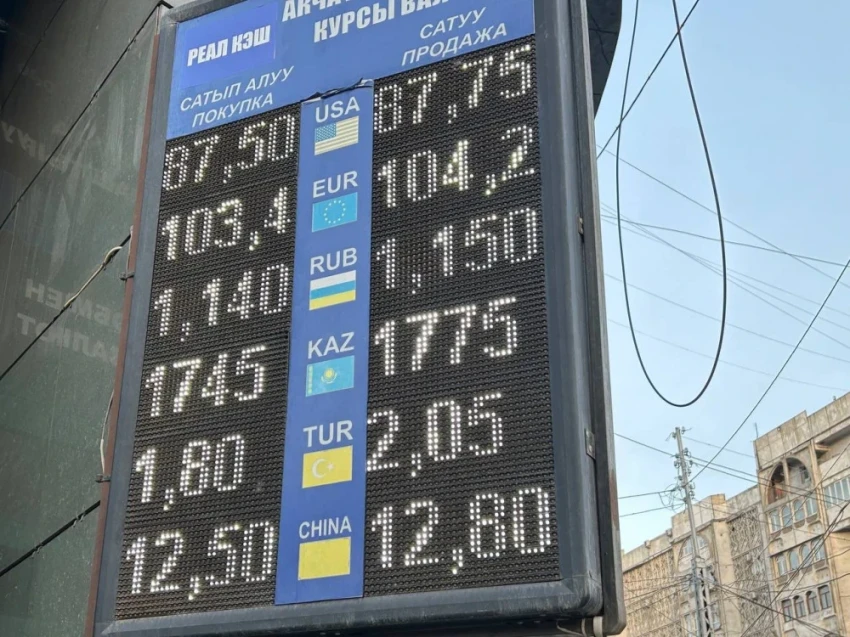 РЕАЛ КЭШ
КУРСЫ
САТЫП АЛУУ
ПОКУПКА
САТУУ
ПРОДАЖА
87,50 USA 87,75
103,4 EUR 104,2
1,140 RUB 1,150
1745 KAZ 1775
1,80 TUR 2,05
12,50 CHINA 12,80